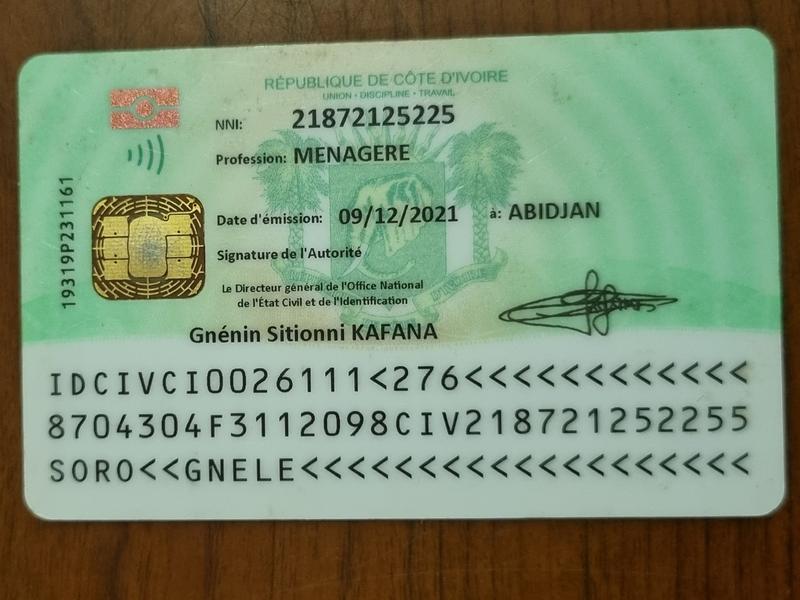 RÉPUBLIQUE DE CÔTE D'IVOIRE
UNION - DISCIPLINE - TRAVAIL
NNI: 21872125225
Profession: MENAGERE
19319P231161
Date d'émission: 09/12/2021 à: ABIDJAN
Signature de l'Autorité
Le Directeur général de l'Office National
de l'État Civil et de l'Identification
Gnénin Sitionni KAFANA
IDCIVCI0026111<276<<<<<<<<<<<<
8704304F3112098CIV218721252255
SORO<<GNELE<<<<<<<<<<<<<<<<<<<